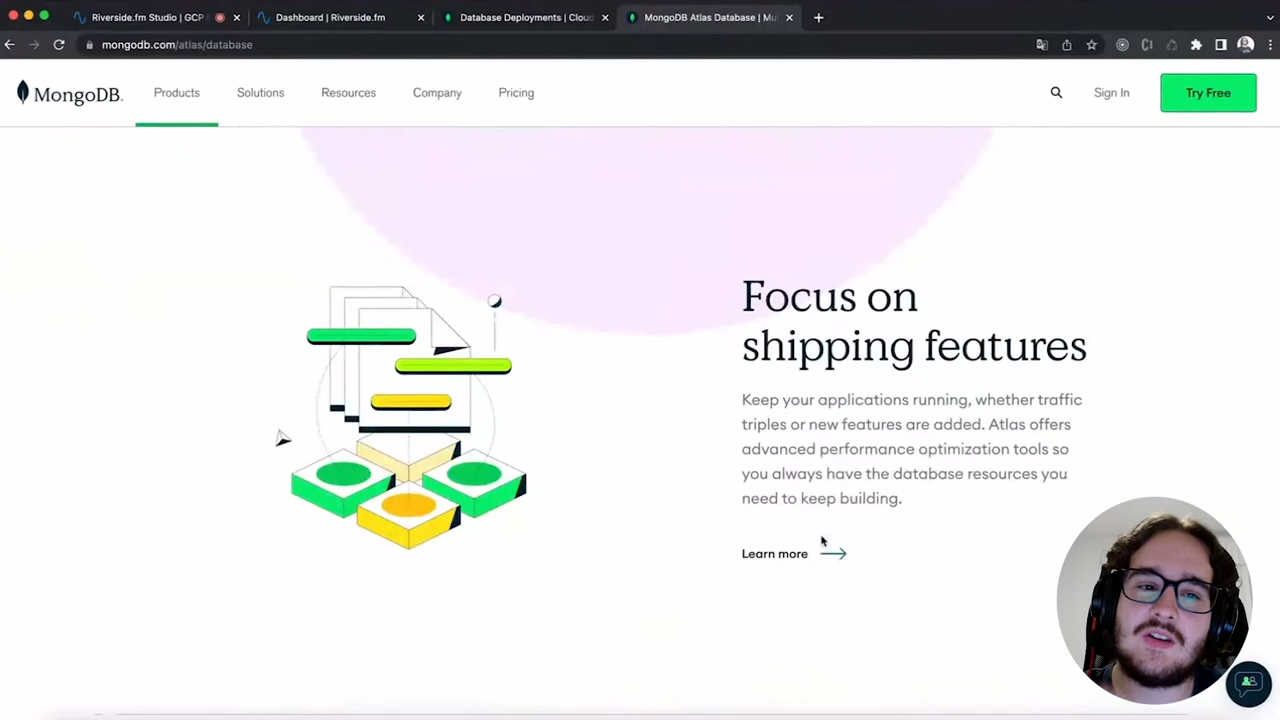 Riverside.fm Studio | GCP
Dashboard | Riverside.fm
Database Deployments | Cloud
MongoDB Atlas Database | Mu
mongodb.com/atlas/database
MongoDB.
Products
Solutions
Resources
Company
Pricing
Sign In
Try Free
Focus on
shipping features
Keep your applications running, whether traffic
triples or new features are added. Atlas offers
advanced performance optimization tools so
you always have the database resources you
need to keep building.
Learn more